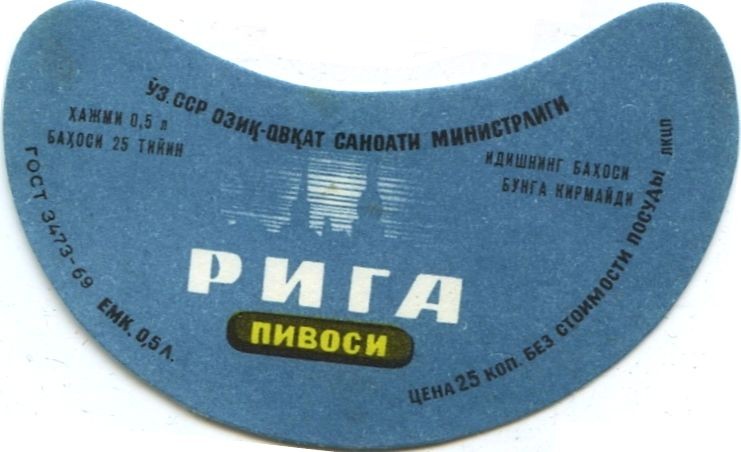 ЎЗ. ССР ОЗИҚ-ОВҚАТ САНОАТИ МИНИСТРЛИГИ
ҲАЖМИ 0,5 л
БАҲОСИ 25 ТИЙИН
ИДИШНИНГ БАҲОСИ
БУНГА КИРМАЙДИ
РИГА
ПИВОСИ
ГОСТ 3473-69 ЕМК. 0,5 Л.
ЦЕНА 25 КОП. БЕЗ СТОИМОСТИ ПОСУДЫ ЛКЦП